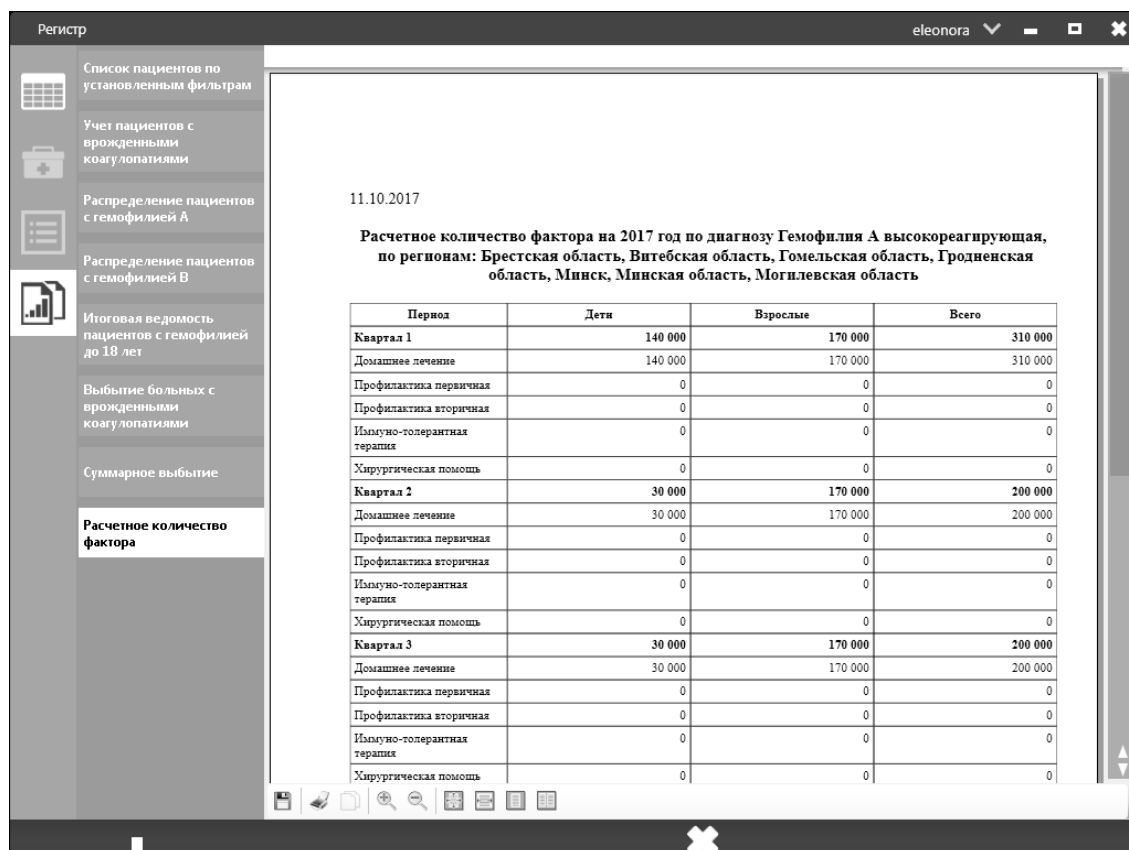 Регистр
eleonora
Список пациентов по
установленным фильтрам
Учет пациентов с
врожденными
коагулопатиями
Распределение пациентов
с гемофилией А
Распределение пациентов
с гемофилией В
Итоговая ведомость
пациентов с гемофилией
до 18 лет
Выбытие больных с
врожденными
коагулопатиями
Суммарное выбытие
Расчетное количество
фактора
11.10.2017
Расчетное количество фактора на 2017 год по диагнозу Гемофилия А высокореагирующая,
по регионам: Брестская область, Витебская область, Гомельская область, Гродненская
область, Минск, Минская область, Могилевская область
Период Дети Взрослые Всего
Квартал 1 140 000 170 000 310 000
Домашнее лечение 140 000 170 000 310 000
Профилактика первичная 0 0 0
Профилактика вторичная 0 0 0
Иммуно-толерантная 0 0 0
терапия
Хирургическая помощь 0 0 0
Квартал 2 30 000 170 000 200 000
Домашнее лечение 30 000 170 000 200 000
Профилактика первичная 0 0 0
Профилактика вторичная 0 0 0
Иммуно-толерантная 0 0 0
терапия
Хирургическая помощь 0 0 0
Квартал 3 30 000 170 000 200 000
Домашнее лечение 30 000 170 000 200 000
Профилактика первичная 0 0 0
Профилактика вторичная 0 0 0
Иммуно-толерантная 0 0 0
терапия
Хирургическая помощь 0 0 0